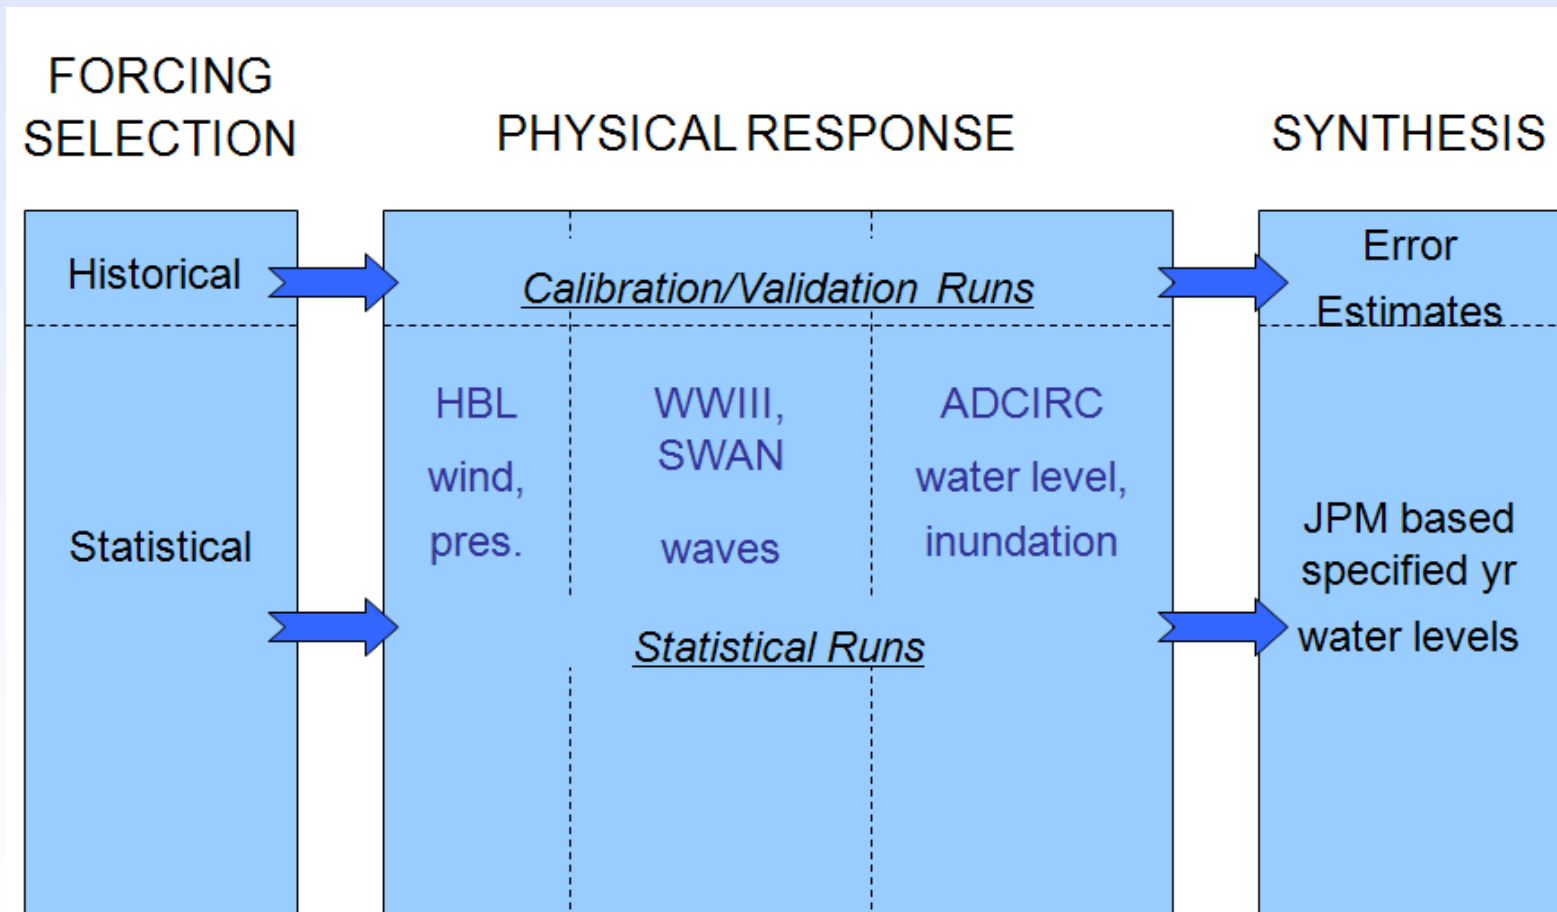 FORCING
SELECTION
PHYSICAL RESPONSE
SYNTHESIS
Historical
Calibration/Validation Runs
Error
Estimates
Statistical
HBL
wind,
pres.
WWIII,
SWAN
waves
ADCIRC
water level,
inundation
Statistical Runs
JPM based
specified yr
water levels